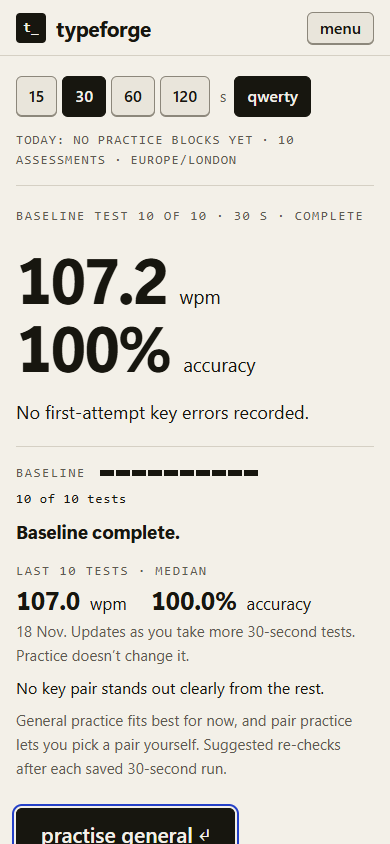 t_ typeforge menu
15 30 60 120 s qwerty
TODAY: NO PRACTICE BLOCKS YET · 10
ASSESSMENTS · EUROPE/LONDON
BASELINE TEST 10 OF 10 · 30 S · COMPLETE
107.2 wpm
100% accuracy
No first-attempt key errors recorded.
BASELINE
10 of 10 tests
Baseline complete.
LAST 10 TESTS · MEDIAN
107.0 wpm 100.0% accuracy
18 Nov. Updates as you take more 30-second tests.
Practice doesn’t change it.
No key pair stands out clearly from the rest.
General practice fits best for now, and pair practice
lets you pick a pair yourself. Suggested re-checks
after each saved 30-second run.
practise general ↵